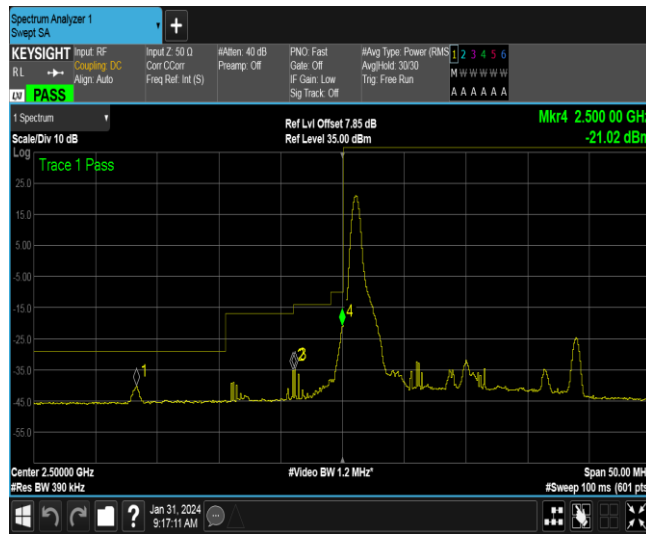 Spectrum Analyzer 1
Swept SA
+
KEYSIGHT
RL
LXI PASS
Input: RF
Coupling: DC
Align: Auto
Input Z: 50 Ω
Corr CCorr
Freq Ref: Int (S)
#Atten: 40 dB
Preamp: Off
PNO: Fast
Gate: Off
IF Gain: Low
Sig Track: Off
#Avg Type: Power (RMS
Avg|Hold: 30/30
Trig: Free Run
1 2 3 4 5 6
M W W W W W
A A A A A A
1 Spectrum
Scale/Div 10 dB
Ref Lvl Offset 7.85 dB
Ref Level 35.00 dBm
Mkr4 2.500 00 GHz
-21.02 dBm
Log
Trace 1 Pass
25.0
15.0
5.00
-5.00
-15.0
-25.0
-35.0
-45.0
-55.0
1
3
4
Center 2.50000 GHz
#Res BW 390 kHz
#Video BW 1.2 MHz*
Span 50.00 MH
#Sweep 100 ms (601 pts
?
Jan 31, 2024
9:17:11 AM